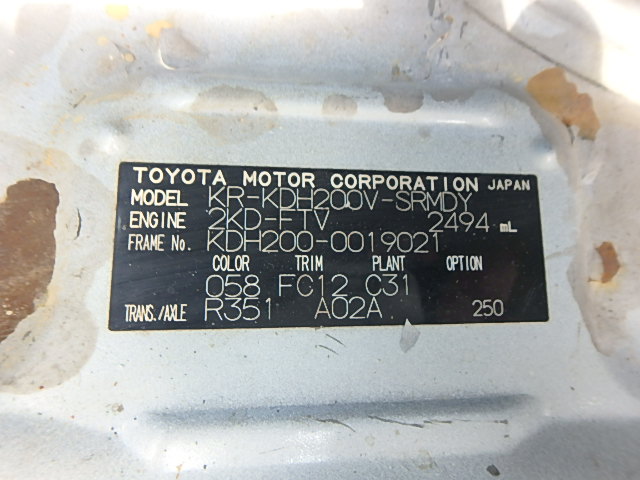 TOYOTA MOTOR CORPORATION JAPAN
MODEL KR-KDH200V-SRMDY
ENGINE 2KD-FTV 2494 mL
FRAME No. KDH200-0019021
COLOR TRIM PLANT OPTION
058 FC12 C31
TRANS./AXLE R351 A02A 250